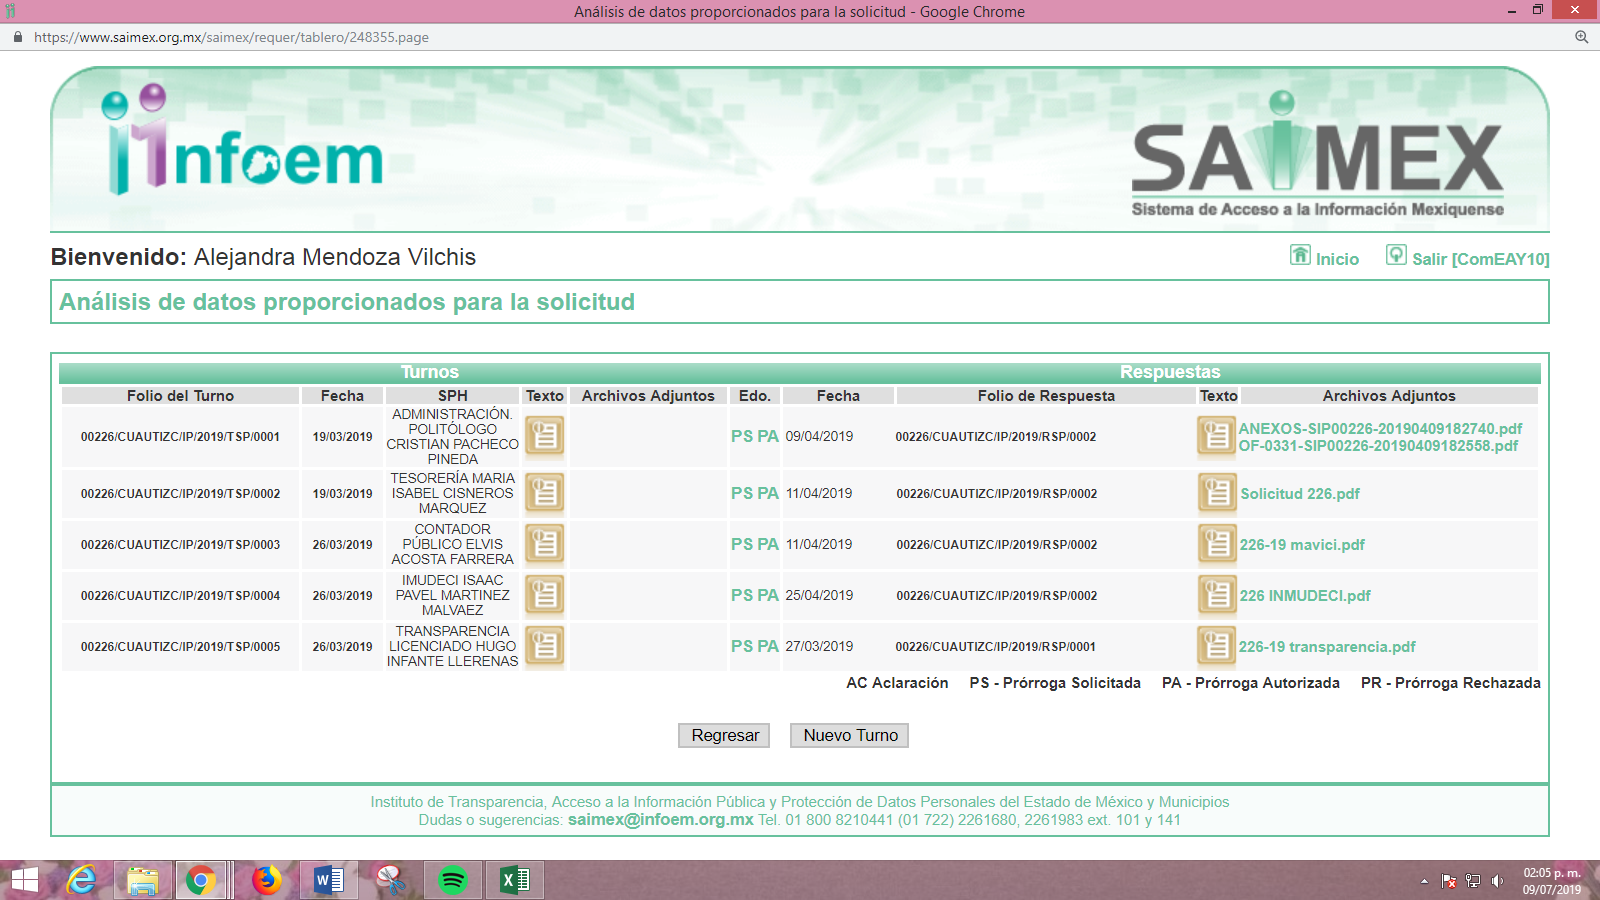 Análisis de datos proporcionados para la solicitud - Google Chrome
https://www.saimex.org.mx/saimex/requer/tablero/248355.page
infoem
SAIMEX
Sistema de Acceso a la Información Mexiquense
Bienvenido: Alejandra Mendoza Vilchis
Inicio Salir [ComEAY10]
Análisis de datos proporcionados para la solicitud
Turnos Respuestas
Folio del Turno Fecha SPH Texto Archivos Adjuntos Edo. Fecha Folio de Respuesta Texto Archivos Adjuntos
00226/CUAUTIZC/IP/2019/TSP/0001 19/03/2019 ADMINISTRACIÓN. POLITÓLOGO CRISTIAN PACHECO PINEDA PS PA 09/04/2019 00226/CUAUTIZC/IP/2019/RSP/0002 ANEXOS-SIP00226-20190409182740.pdf
OF-0331-SIP00226-20190409182558.pdf
00226/CUAUTIZC/IP/2019/TSP/0002 19/03/2019 TESORERÍA MARIA ISABEL CISNEROS MARQUEZ PS PA 11/04/2019 00226/CUAUTIZC/IP/2019/RSP/0002 Solicitud 226.pdf
00226/CUAUTIZC/IP/2019/TSP/0003 26/03/2019 CONTADOR PÚBLICO ELVIS ACOSTA FARRERA PS PA 11/04/2019 00226/CUAUTIZC/IP/2019/RSP/0002 226-19 mavici.pdf
00226/CUAUTIZC/IP/2019/TSP/0004 26/03/2019 IMUDECI ISAAC PAVEL MARTINEZ MALVAEZ PS PA 25/04/2019 00226/CUAUTIZC/IP/2019/RSP/0002 226 INMUDECI.pdf
00226/CUAUTIZC/IP/2019/TSP/0005 26/03/2019 TRANSPARENCIA LICENCIADO HUGO INFANTE LLERENAS PS PA 27/03/2019 00226/CUAUTIZC/IP/2019/RSP/0001 226-19 transparencia.pdf
AC Aclaración PS - Prórroga Solicitada PA - Prórroga Autorizada PR - Prórroga Rechazada
Regresar Nuevo Turno
Instituto de Transparencia, Acceso a la Información Pública y Protección de Datos Personales del Estado de México y Municipios
Dudas o sugerencias: saimex@infoem.org.mx Tel. 01 800 8210441 (01 722) 2261680, 2261983 ext. 101 y 141
02:05 p. m.
09/07/2019